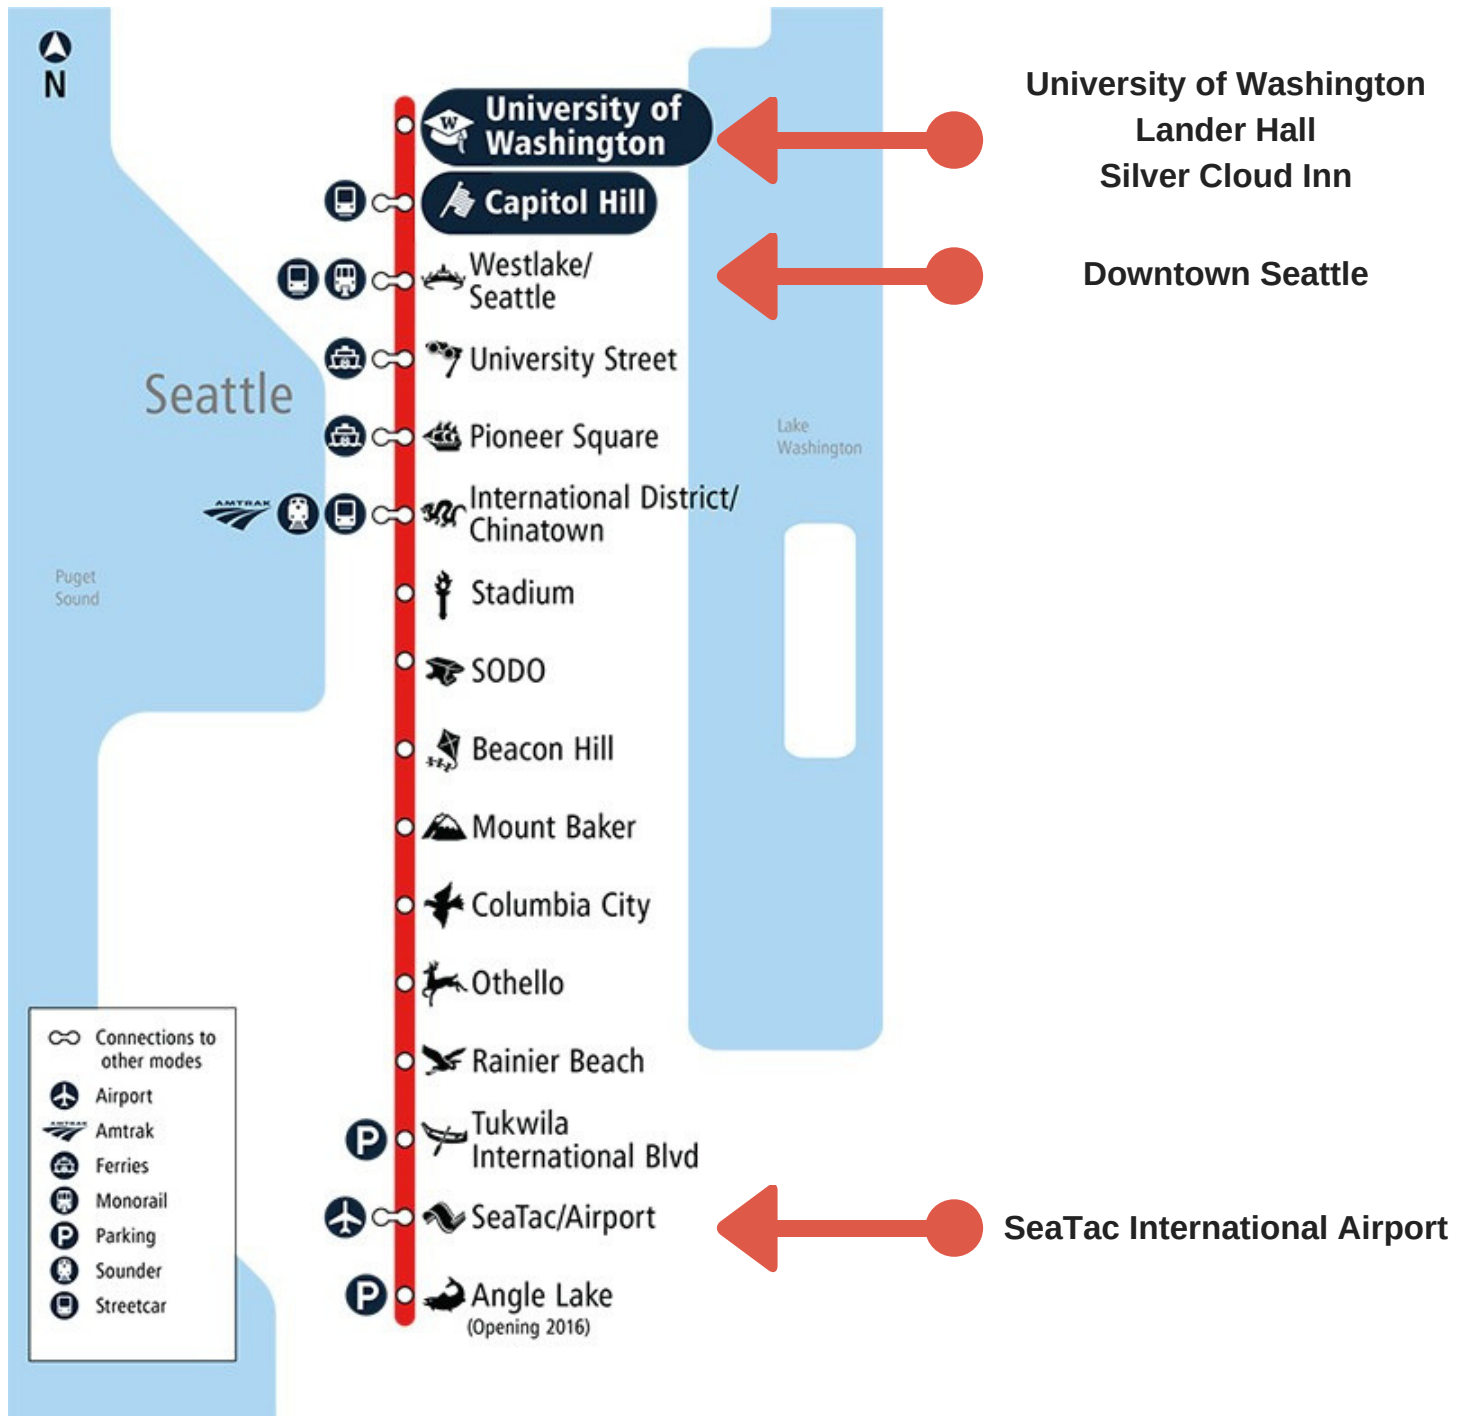 N
University of
Washington
Capitol Hill
Westlake/
Seattle
University Street
Pioneer Square
International District/
Chinatown
Stadium
SODO
Beacon Hill
Mount Baker
Columbia City
Othello
Rainier Beach
Tukwila
International Blvd
SeaTac/Airport
Angle Lake
(Opening 2016)
W
AMTRAK
P
P
Seattle
Puget
Sound
Lake
Washington
University of Washington
Lander Hall
Silver Cloud Inn
Downtown Seattle
SeaTac International Airport
Connections to
other modes
Airport
AMTRAK
Amtrak
Ferries
Monorail
P
Parking
Sounder
Streetcar